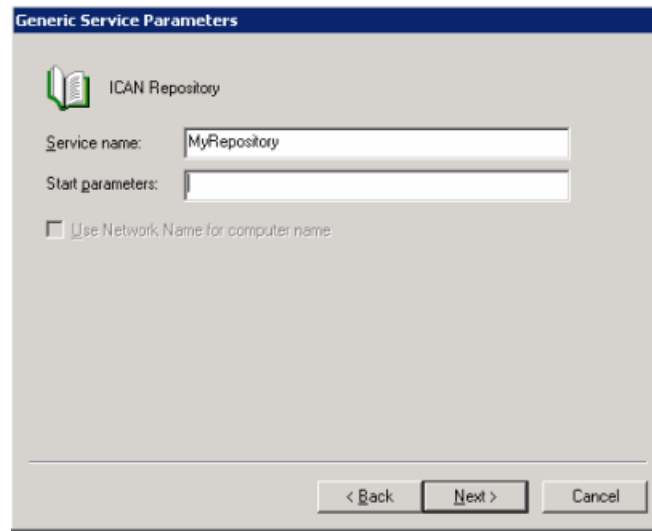 Generic Service Parameters
ICAN Repository
Service name: MyRepository
Start parameters:
Use Network Name for computer name
< Back Next > Cancel